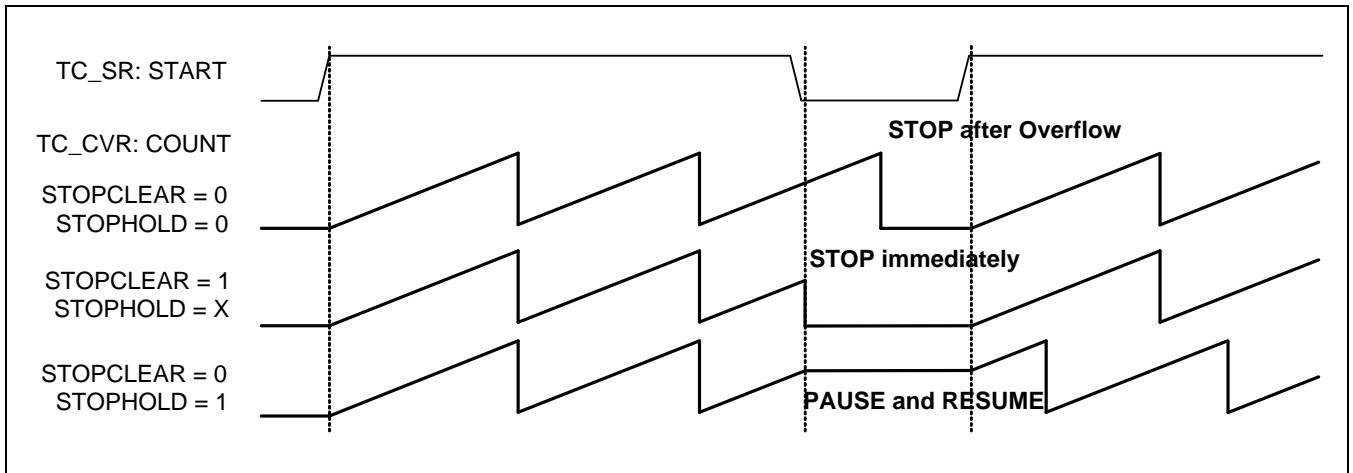 TC_SR: START
TC_CVR: COUNT
STOP after Overflow
STOPCLEAR = 0
STOPHOLD = 0
STOP immediately
STOPCLEAR = 1
STOPHOLD = X
STOPCLEAR = 0
STOPHOLD = 1
PAUSE and RESUME